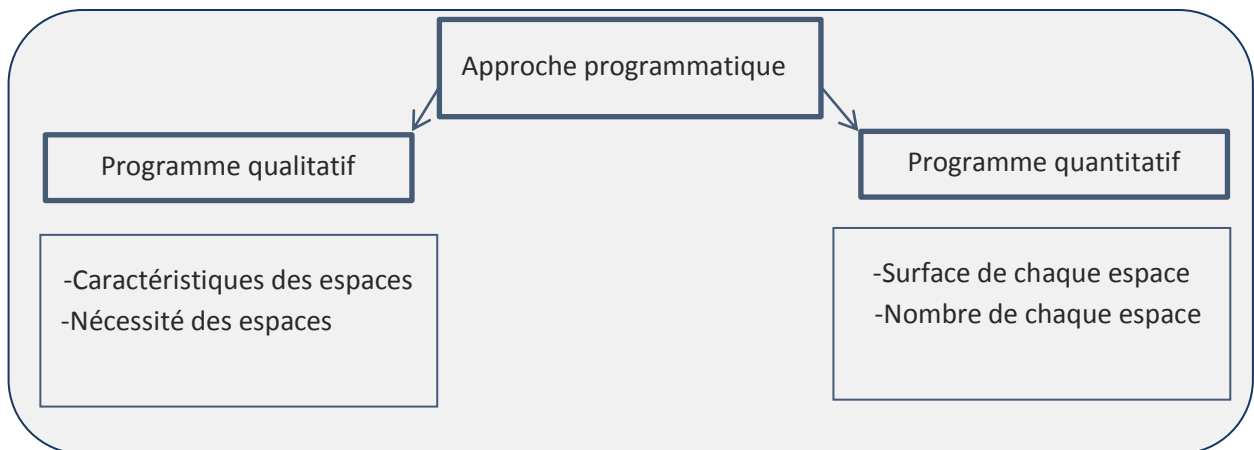 Approche programmatique
Programme qualitatif
Programme quantitatif
-Caractéristiques des espaces
-Nécessité des espaces
-Surface de chaque espace
-Nombre de chaque espace